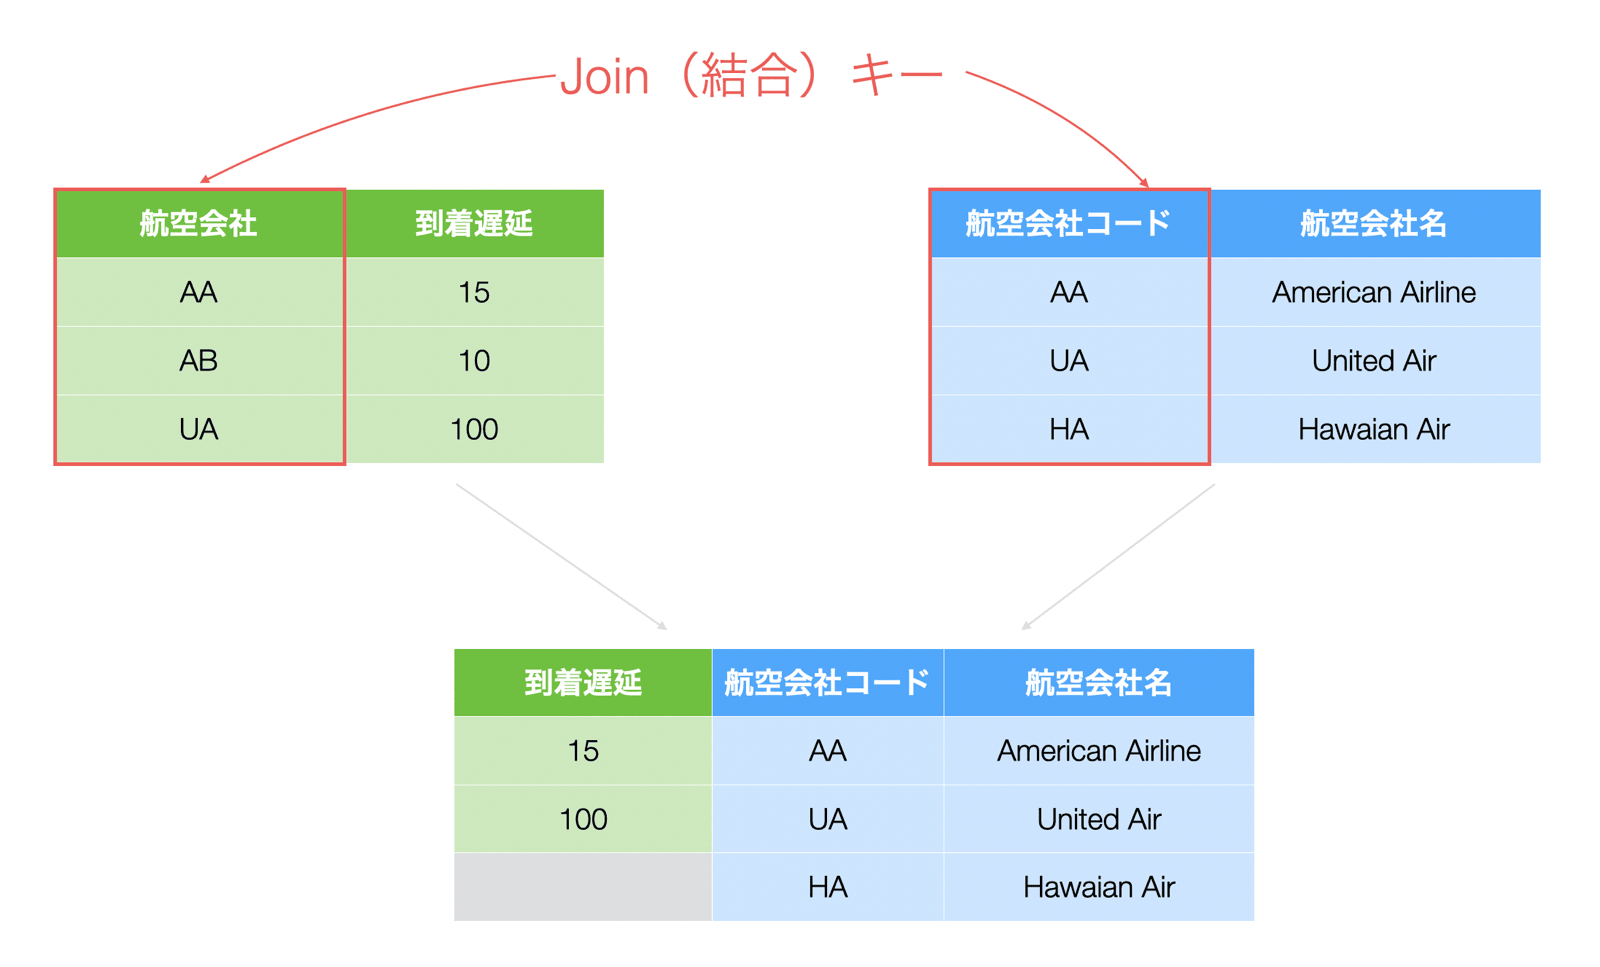 Join（結合）キー
航空会社 到着遅延
AA 15
AB 10
UA 100
航空会社コード 航空会社名
AA American Airline
UA United Air
HA Hawaian Air
到着遅延 航空会社コード 航空会社名
15 AA American Airline
100 UA United Air
HA Hawaian Air